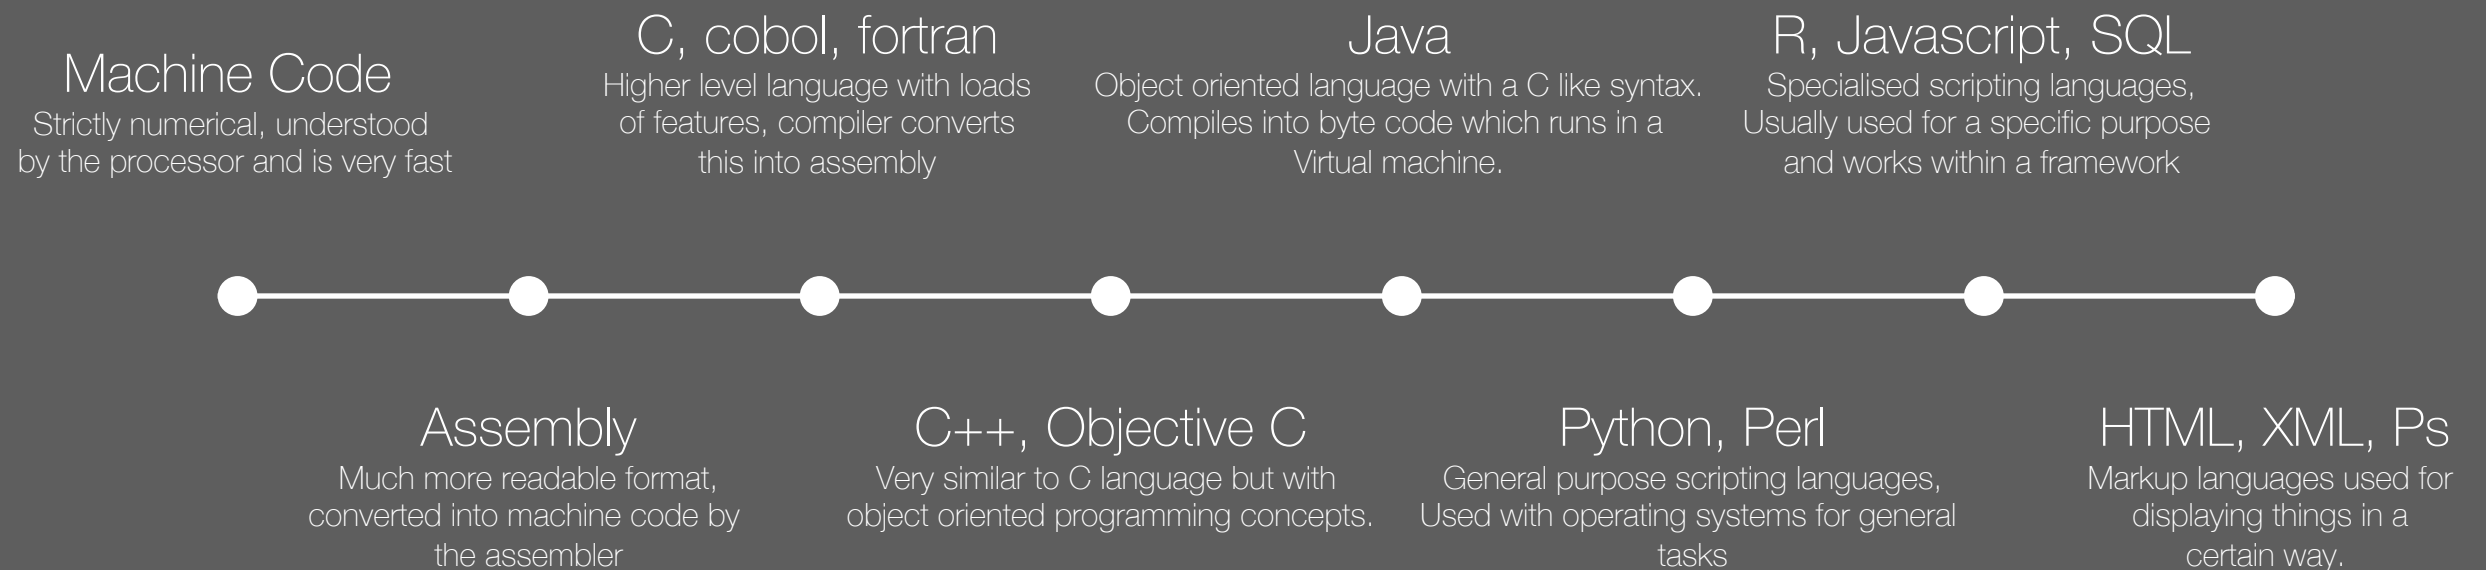 Machine Code
Strictly numerical, understood
by the processor and is very fast
C, cobol, fortran
Higher level language with loads
of features, compiler converts
this into assembly
Java
Object oriented language with a C like syntax.
Compiles into byte code which runs in a
Virtual machine.
R, Javascript, SQL
Specialised scripting languages,
Usually used for a specific purpose
and works within a framework
Assembly
Much more readable format,
converted into machine code by
the assembler
C++, Objective C
Very similar to C language but with
object oriented programming concepts.
Python, Perl
General purpose scripting languages,
Used with operating systems for general
tasks
HTML, XML, Ps
Markup languages used for
displaying things in a
certain way.